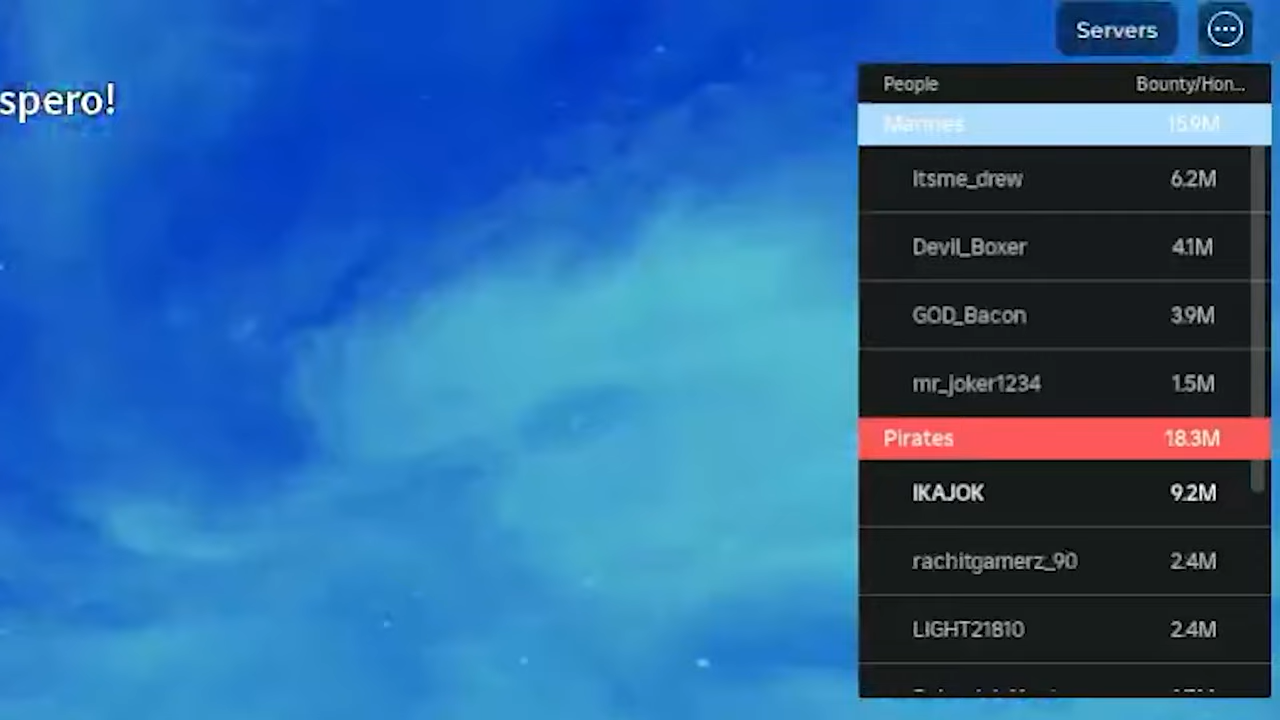 Servers
spero!
People Bounty/Hon...
Marines 15.9M
Itsme_drew 6.2M
Devil_Boxer 4.1M
GOD_Bacon 3.9M
mr_joker1234 1.5M
Pirates 18.3M
IKAJOK 9.2M
rachitgamerz_90 2.4M
LIGHT21810 2.4M